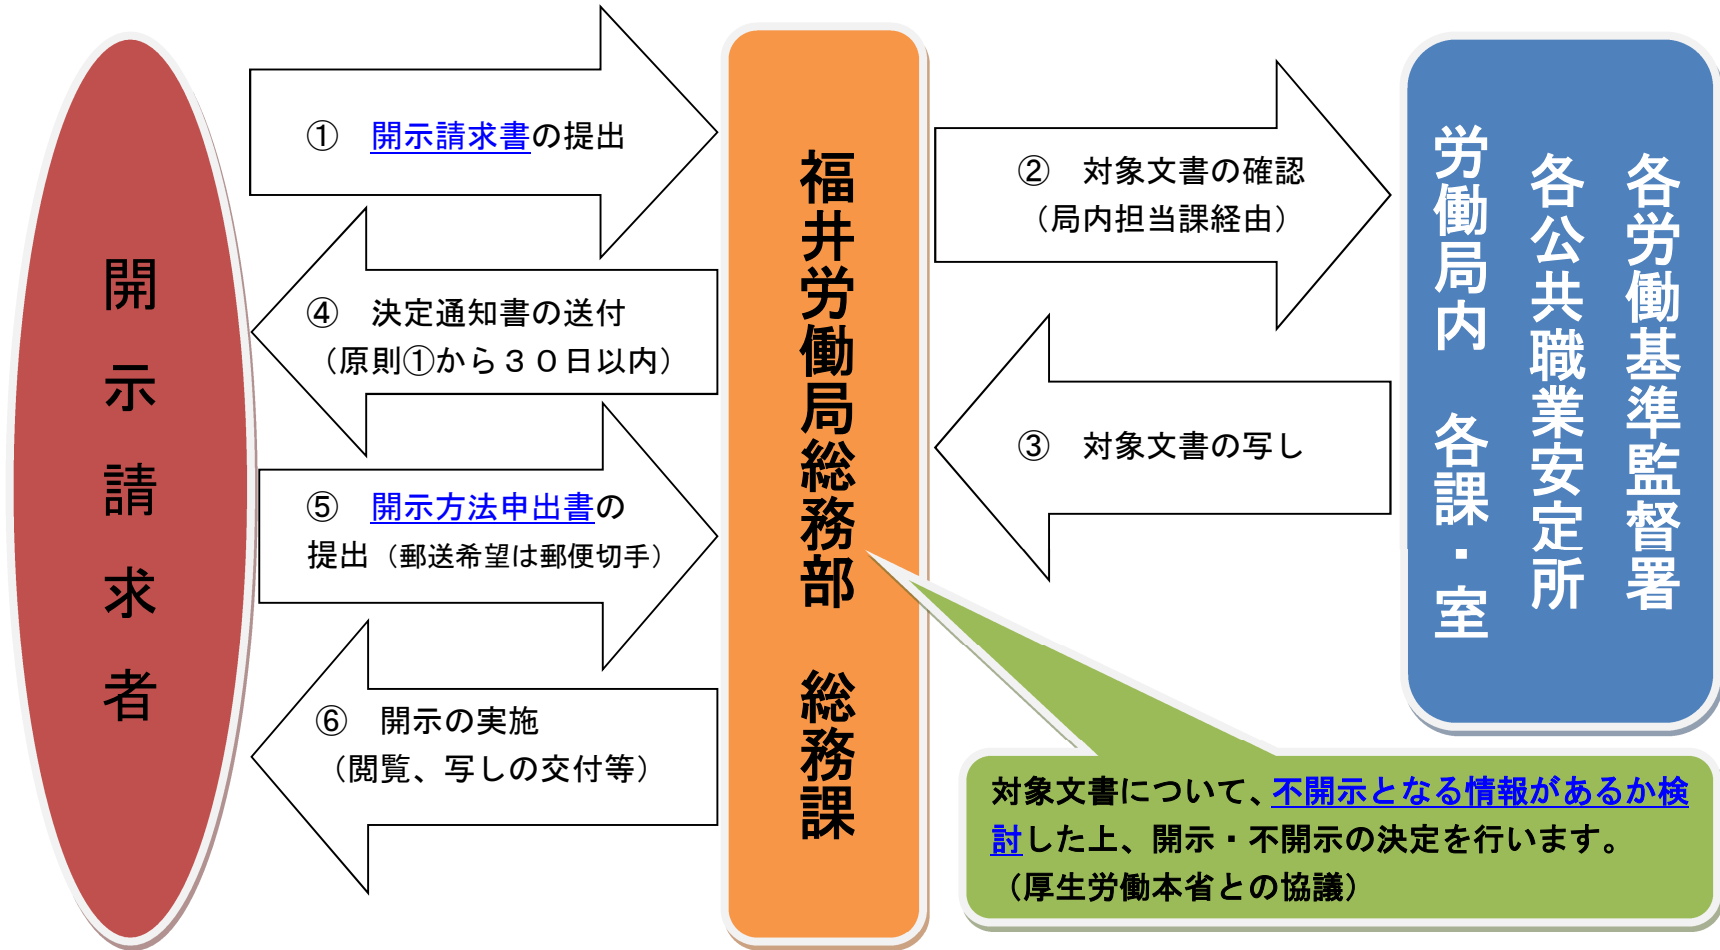 開示請求者
①　開示請求書の提出
④　決定通知書の送付
（原則①から３０日以内）
⑤　開示方法申出書の
提出（郵送希望は郵便切手）
⑥　開示の実施
（閲覧、写しの交付等）
福井労働局総務部　総務課
②　対象文書の確認
（局内担当課経由）
③　対象文書の写し
各労働基準監督署
各公共職業安定所
労働局内　各課・室
対象文書について、不開示となる情報があるか検
討した上、開示・不開示の決定を行います。
（厚生労働本省との協議）